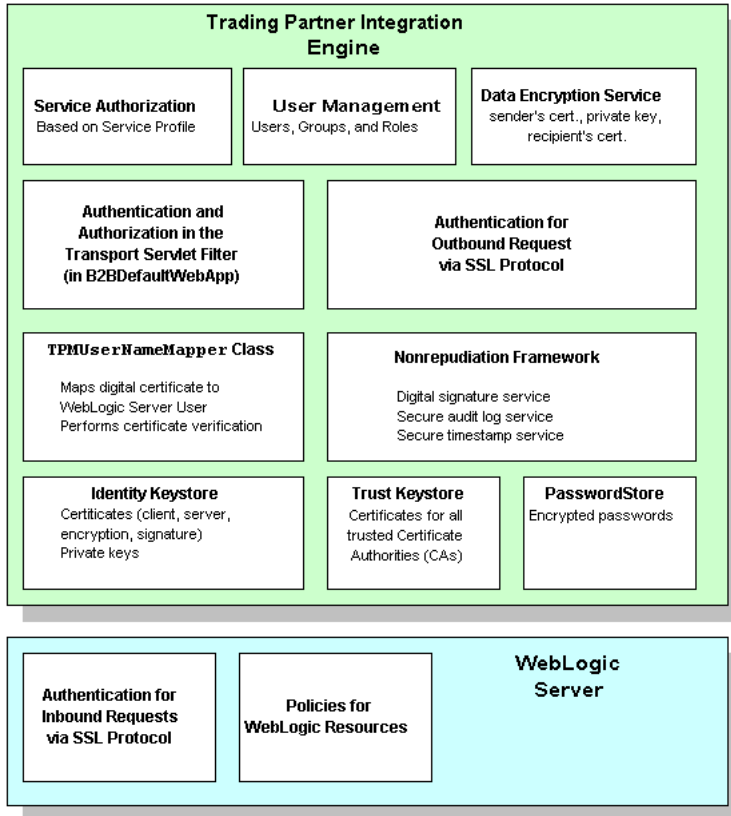 Trading Partner Integration
Engine
Service Authorization
Based on Service Profile
User Management
Users, Groups, and Roles
Data Encryption Service
sender's cert., private key,
recipient's cert.
Authentication and
Authorization in the
Transport Servlet Filter
(in B2BDefaultWebApp)
Authentication for
Outbound Request
via SSL Protocol
TPMUserNameMapper Class
Maps digital certificate to
WebLogic Server User
Performs certificate verification
Nonrepudiation Framework
Digital signature service
Secure audit log service
Secure timestamp service
Identity Keystore
Certiticates (client, server,
encryption, signature)
Private keys
Trust Keystore
Certificates for all
trusted Certificate
Authorities (CAs)
PasswordStore
Encrypted passwords
WebLogic
Server
Authentication for
Inbound Requests
via SSL Protocol
Policies for
WebLogic Resources